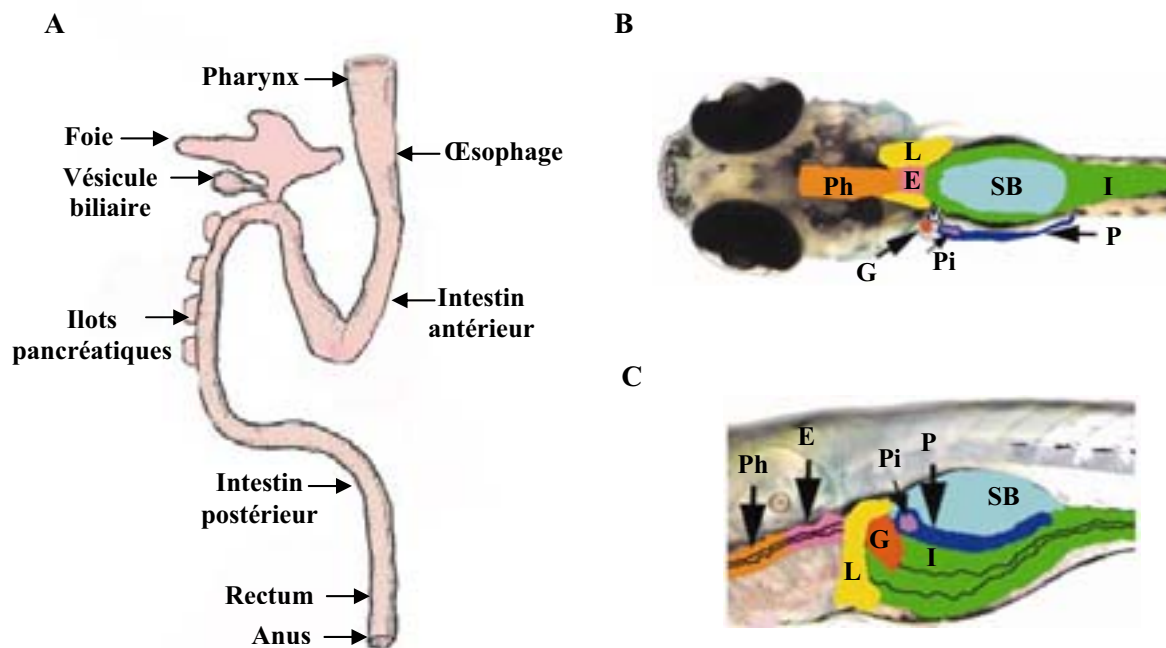 A
Pharynx
Foie
Vésicule
biliaire
Œsophage
Ilots
pancréatiques
Intestin
antérieur
Intestin
postérieur
Rectum
Anus
B
L
Ph
E
SB
I
G
Pi
P
C
E
Ph
Pi
P
SB
G
I
L